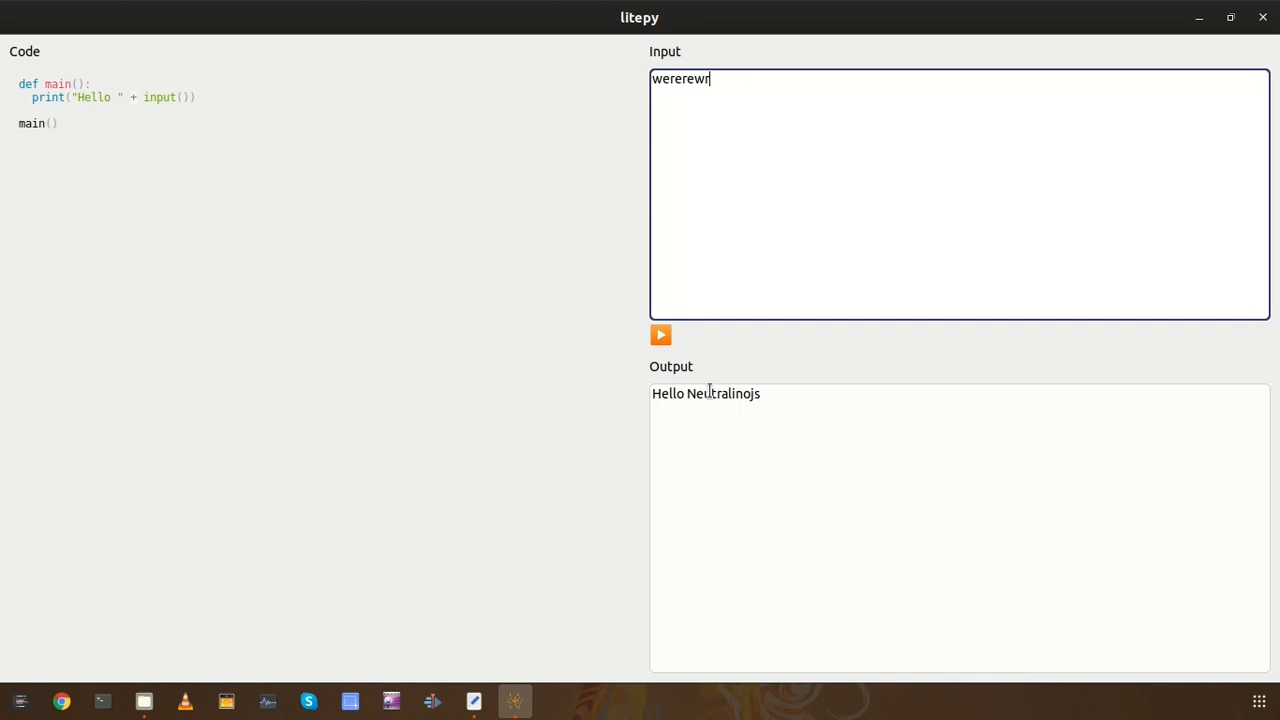 litepy
Code
def main():
  print("Hello " + input())
main()
Input
wererewr
Output
Hello Neutralinojs